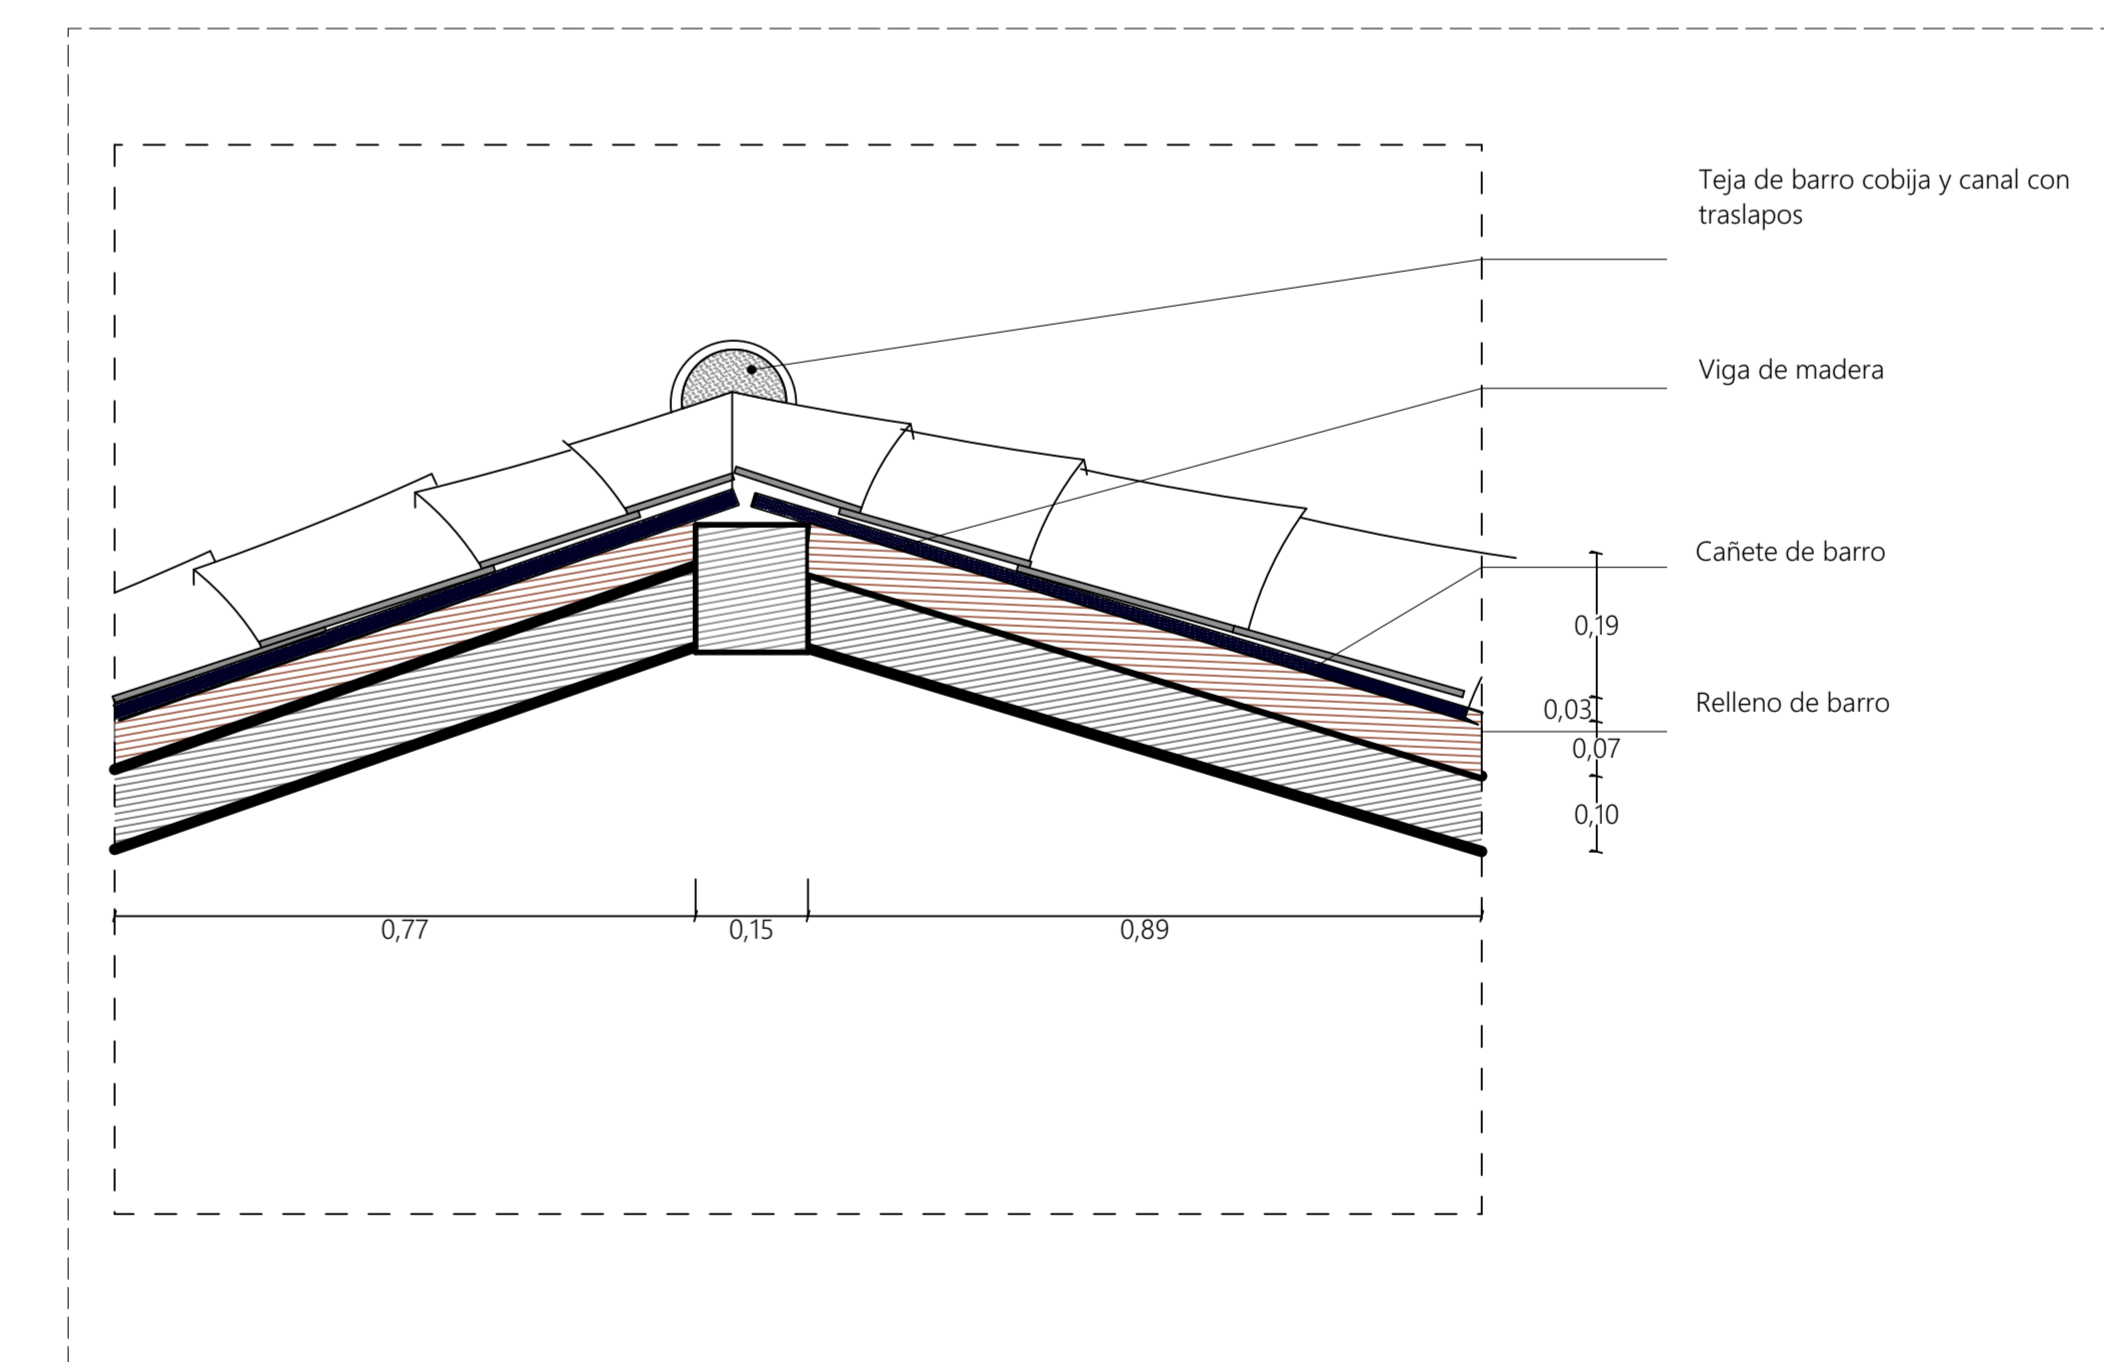 Teja de barro cobija y canal con
traslapos
Viga de madera
Cañete de barro
0,19
Relleno de barro
0,03
0,07
0,10
0,77
0,15
0,89